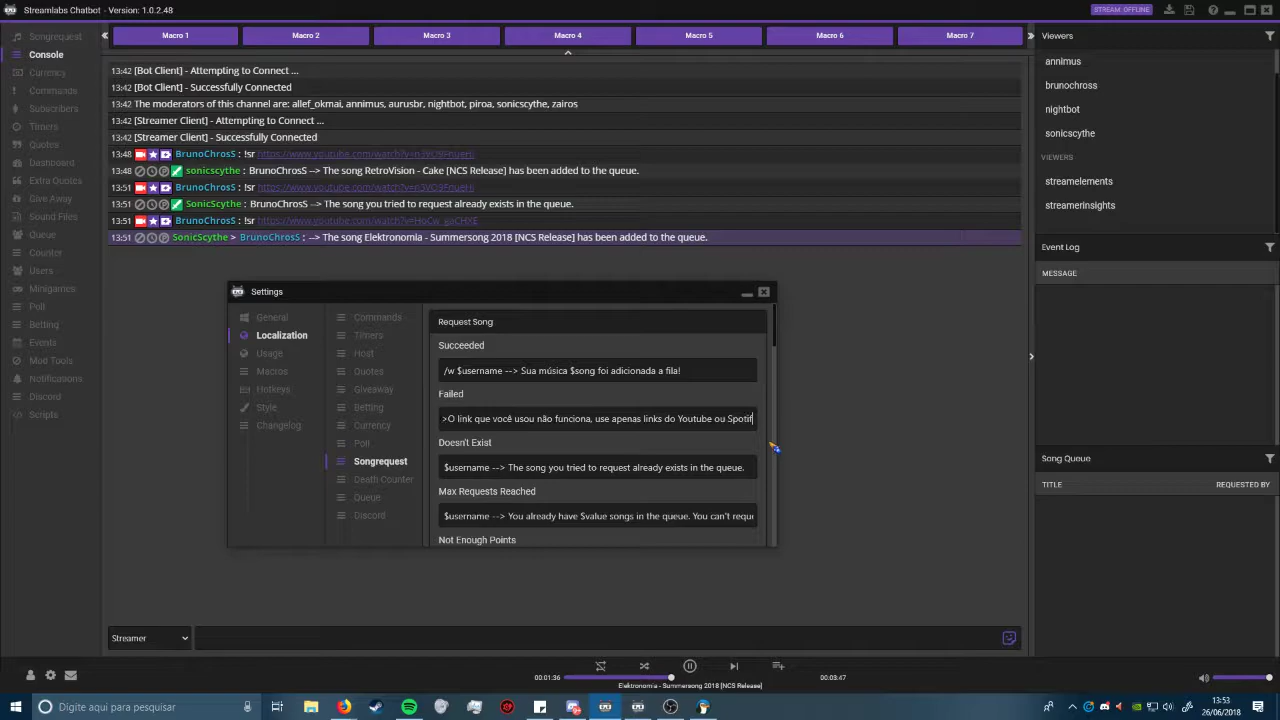 Streamlabs Chatbot - Version: 1.0.2.48
STREAM: OFFLINE
Songrequest
Console
Currency
Commands
Subscribers
Timers
Quotes
Dashboard
Extra Quotes
Give Away
Sound Files
Queue
Counter
Users
Minigames
Poll
Betting
Events
Mod Tools
Notifications
Discord
Scripts
Macro 1
Macro 2
Macro 3
Macro 4
Macro 5
Macro 6
Macro 7
13:42 [Bot Client] - Attempting to Connect ...
13:42 [Bot Client] - Successfully Connected
13:42 The moderators of this channel are: allef_okmai, annimus, aurusbr, nightbot, piroa, sonicscythe, zairos
13:42 [Streamer Client] - Attempting to Connect ...
13:42 [Streamer Client] - Successfully Connected
13:48 BrunoChrosS : !sr
13:48 sonicscythe : BrunoChrosS --> The song RetroVision - Cake [NCS Release] has been added to the queue.
13:51 BrunoChrosS : !sr
13:51 SonicScythe : BrunoChrosS --> The song you tried to request already exists in the queue.
13:51 BrunoChrosS : !sr
13:51 SonicScythe > BrunoChrosS : --> The song Elektronomia - Summersong 2018 [NCS Release] has been added to the queue.
Settings
General
Localization
Usage
Macros
Hotkeys
Style
Changelog
Commands
Timers
Host
Quotes
Giveaway
Betting
Currency
Poll
Songrequest
Death Counter
Queue
Discord
Request Song
Succeeded
/w $username --> Sua música $song foi adicionada a fila!
Failed
>O link que você usou não funciona, use apenas links do Youtube ou Spotif
Doesn't Exist
$username --> The song you tried to request already exists in the queue.
Max Requests Reached
$username --> You already have $value songs in the queue. You can't reque
Not Enough Points
Viewers
annimus
brunochross
nightbot
sonicscythe
VIEWERS
streamelements
streamerinsights
Event Log
MESSAGE
Song Queue
TITLE
REQUESTED BY
Streamer
00:01:36
00:03:47
Elektronomia - Summersong 2018 [NCS Release]
Digite aqui para pesquisar
13:53
26/06/2018